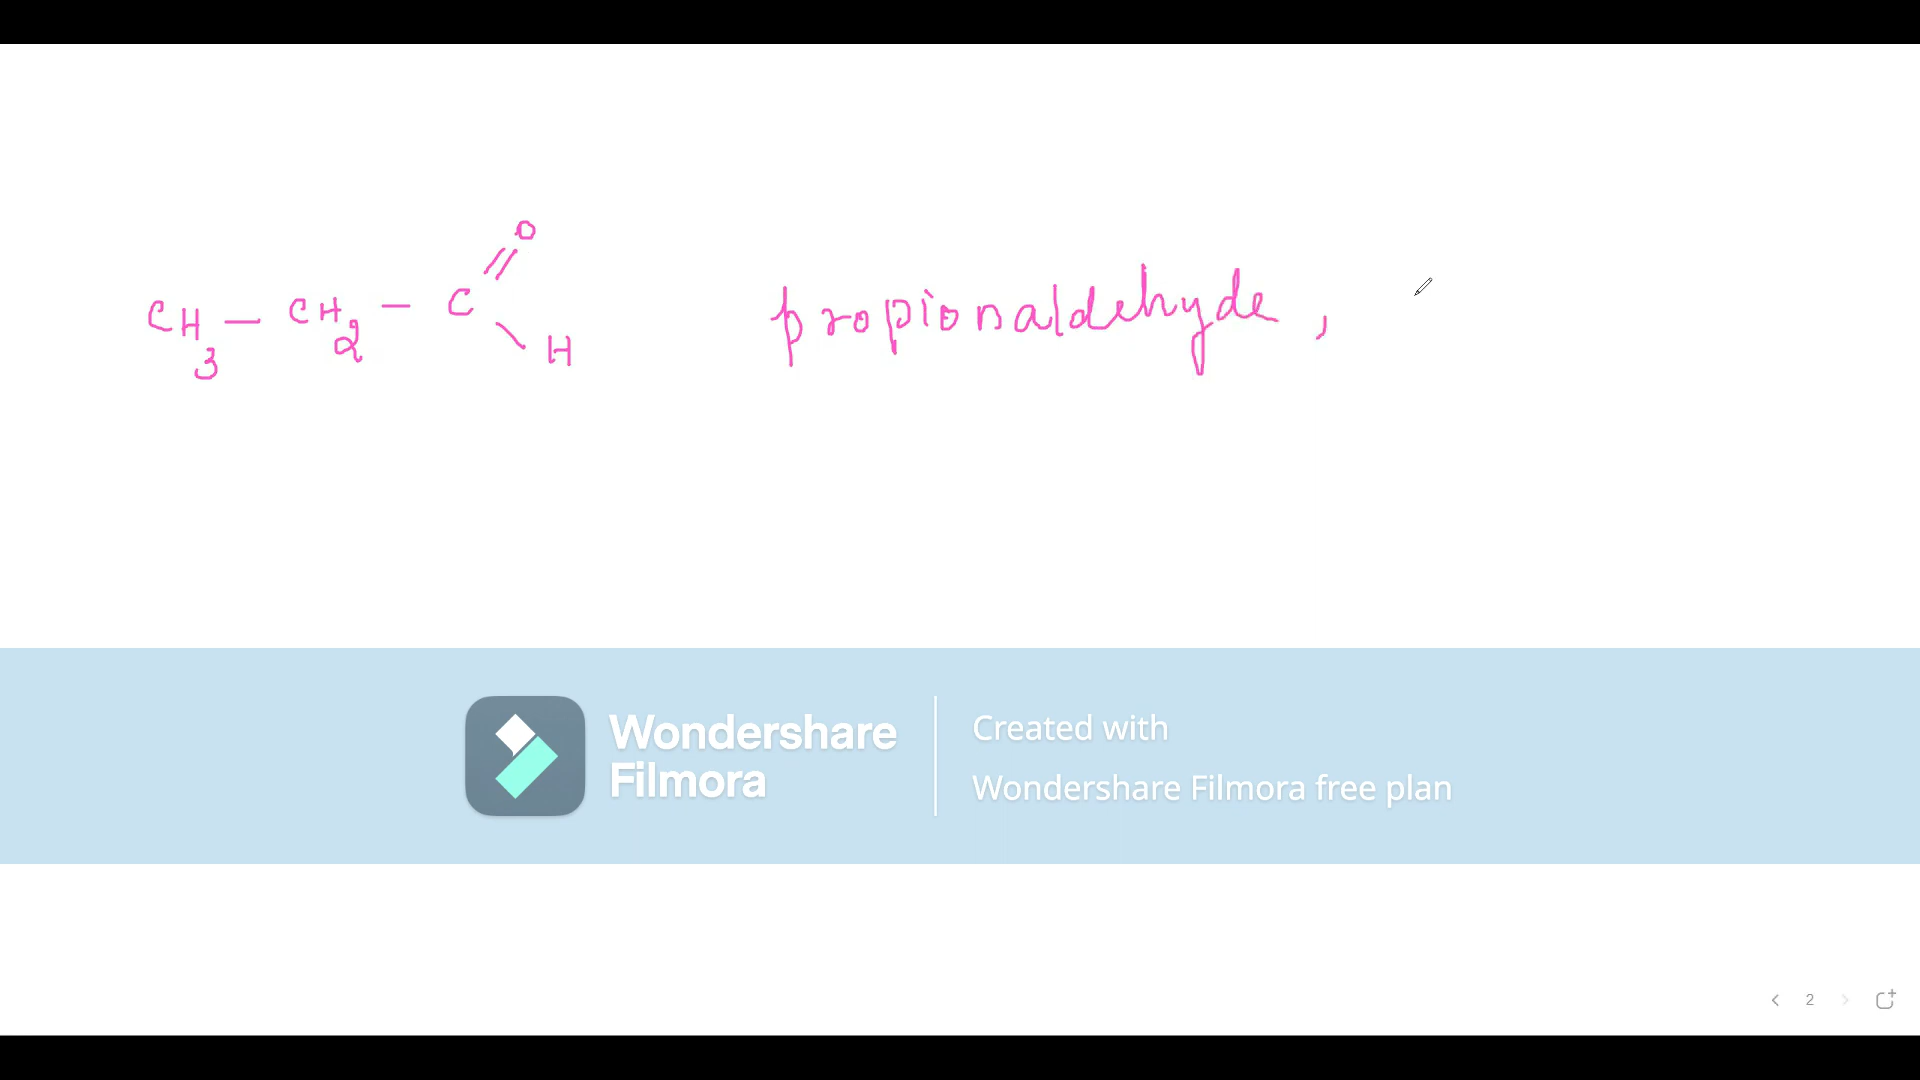 O
CH3 — CH2 — C
H
propionaldehyde ,
Wondershare
Filmora
Created with
Wondershare Filmora free plan
2